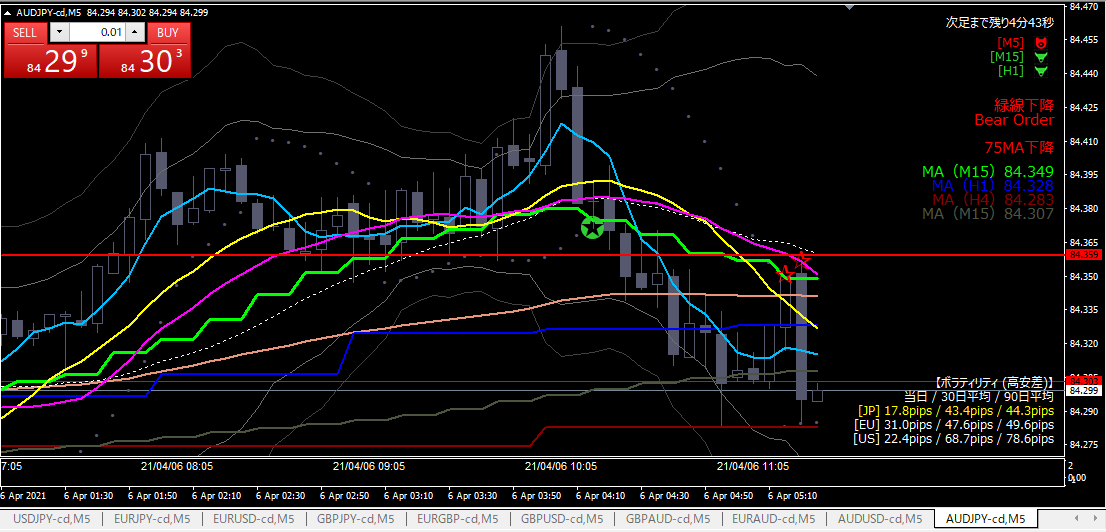 AUDJPY-cd,M5 84.294 84.302 84.294 84.299
SELL 0.01 BUY
84 29 9 84 30 3
次足まで残り4分43秒
[M5]
[M15]
[H1]
緑線下降
Bear Order
75MA下降
MA (M15) 84.349
MA (H1) 84.328
MA (H4) 84.283
MA (M15) 84.307
【ボラティリティ(高安差)】
当日 / 30日平均 / 90日平均
[JP] 17.8pips / 43.4pips / 44.3pips
[EU] 31.0pips / 47.6pips / 49.6pips
[US] 22.4pips / 68.7pips / 78.6pips
84.470
84.455
84.440
84.425
84.410
84.395
84.380
84.365
84.359
84.350
84.335
84.320
84.299
84.290
84.275
7:05 21/04/06 08:05 21/04/06 09:05 21/04/06 10:05 21/04/06 11:05
2
0.00
6 Apr 2021 6 Apr 01:30 6 Apr 01:50 6 Apr 02:10 6 Apr 02:30 6 Apr 02:50 6 Apr 03:10 6 Apr 03:30 6 Apr 03:50 6 Apr 04:10 6 Apr 04:30 6 Apr 04:50 6 Apr 05:10
USDJPY-cd,M5 EURJPY-cd,M5 EURUSD-cd,M5 GBPJPY-cd,M5 EURGBP-cd,M5 GBPUSD-cd,M5 GBPAUD-cd,M5 EURAUD-cd,M5 AUDUSD-cd,M5 AUDJPY-cd,M5